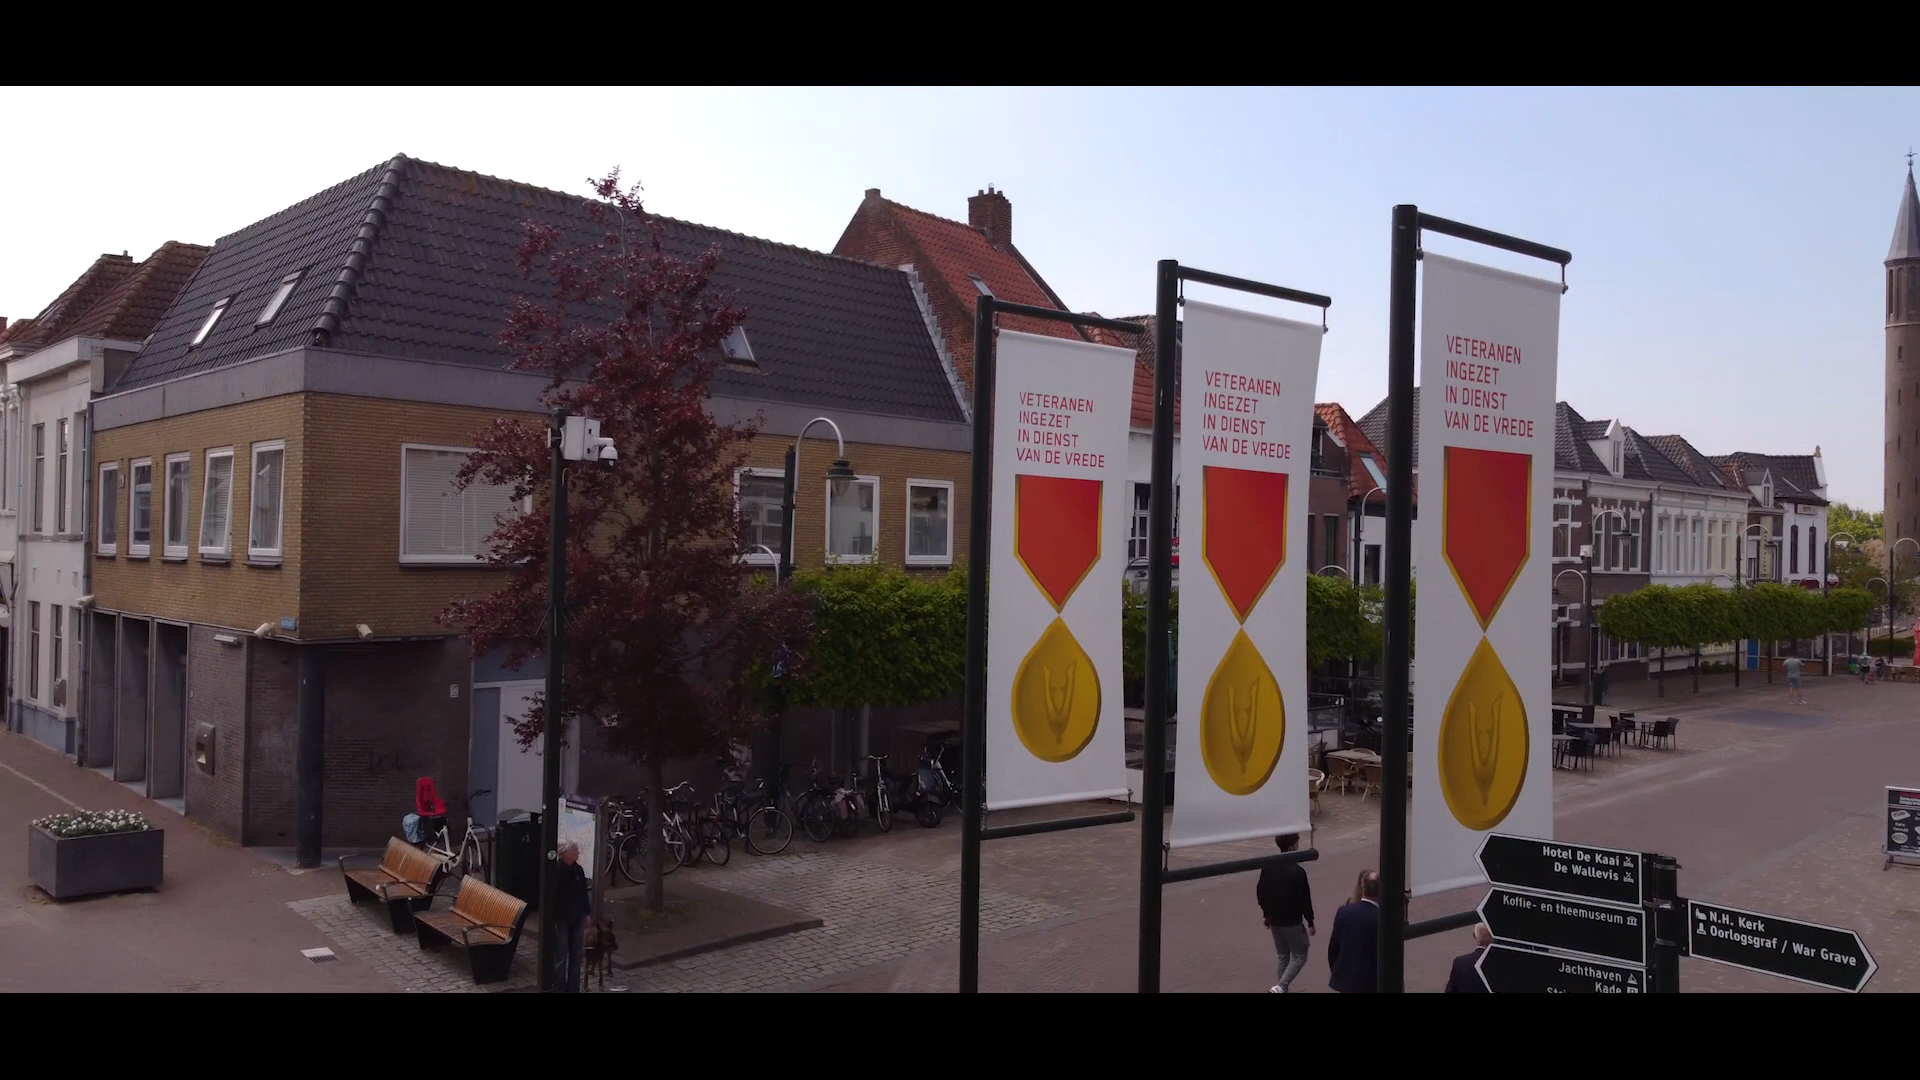 VETERANEN
INGEZET
IN DIENST
VAN DE VREDE
VETERANEN
INGEZET
IN DIENST
VAN DE VREDE
VETERANEN
INGEZET
IN DIENST
VAN DE VREDE
Hotel De Kaai
De Wallevis
Koffie- en theemuseum
Jachthaven
Kade
N.H. Kerk
Oorlogsgraf / War Grave